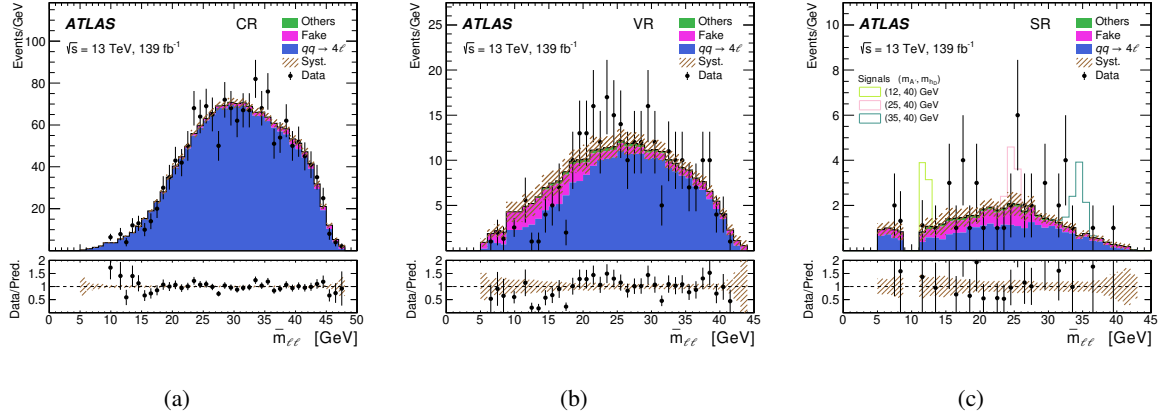 Events/GeV
100
80
60
40
20
ATLAS
CR
√s = 13 TeV, 139 fb⁻¹
Others
Fake
qq → 4ℓ
Syst.
Data
Data/Pred.
2
1.5
1
0.5
0 5 10 15 20 25 30 35 40 45 50
m̄ℓℓ [GeV]
(a)
Events/GeV
25
20
15
10
5
ATLAS
VR
√s = 13 TeV, 139 fb⁻¹
Others
Fake
qq → 4ℓ
Syst.
Data
Data/Pred.
2
1.5
1
0.5
0 5 10 15 20 25 30 35 40 45
m̄ℓℓ [GeV]
(b)
Events/GeV
10
8
6
4
2
ATLAS
SR
√s = 13 TeV, 139 fb⁻¹
Others
Fake
qq → 4ℓ
Syst.
Data
Signals (mA', mhD)
(12, 40) GeV
(25, 40) GeV
(35, 40) GeV
Data/Pred.
2
1.5
1
0.5
0 5 10 15 20 25 30 35 40 45
m̄ℓℓ [GeV]
(c)